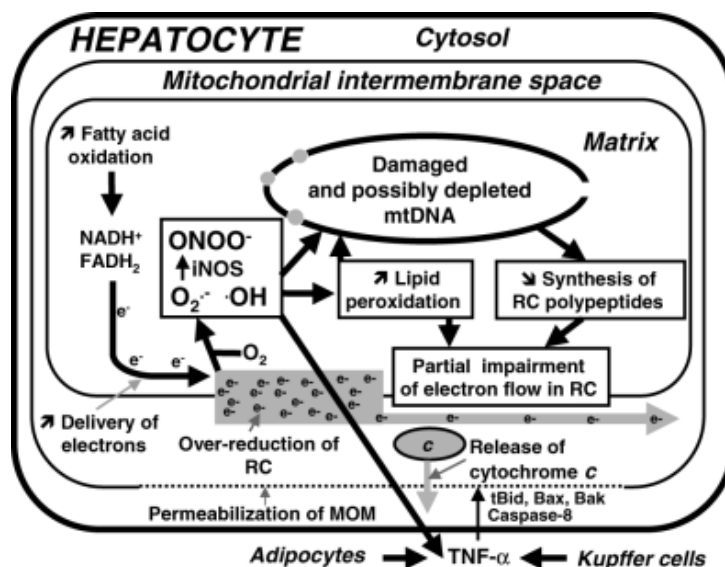 HEPATOCYTE
Cytosol
Mitochondrial intermembrane space
Matrix
↗ Fatty acid
oxidation
NADH⁺
FADH₂
e⁻
e⁻
e⁻
↗ Delivery of
electrons
ONOO⁻
iNOS
O₂·⁻ ·OH
O₂
Damaged
and possibly depleted
mtDNA
↗ Lipid
peroxidation
↘ Synthesis of
RC polypeptides
Partial impairment
of electron flow in RC
e- e- e- e-
e- e- e- e- e-
e- e- e- e-
e- e- e- e- e- e- e- e- e-
Over-reduction of
RC
c
Release of
cytochrome c
Permeabilization of MOM
tBid, Bax, Bak
Caspase-8
Adipocytes
TNF-α
Kupffer cells